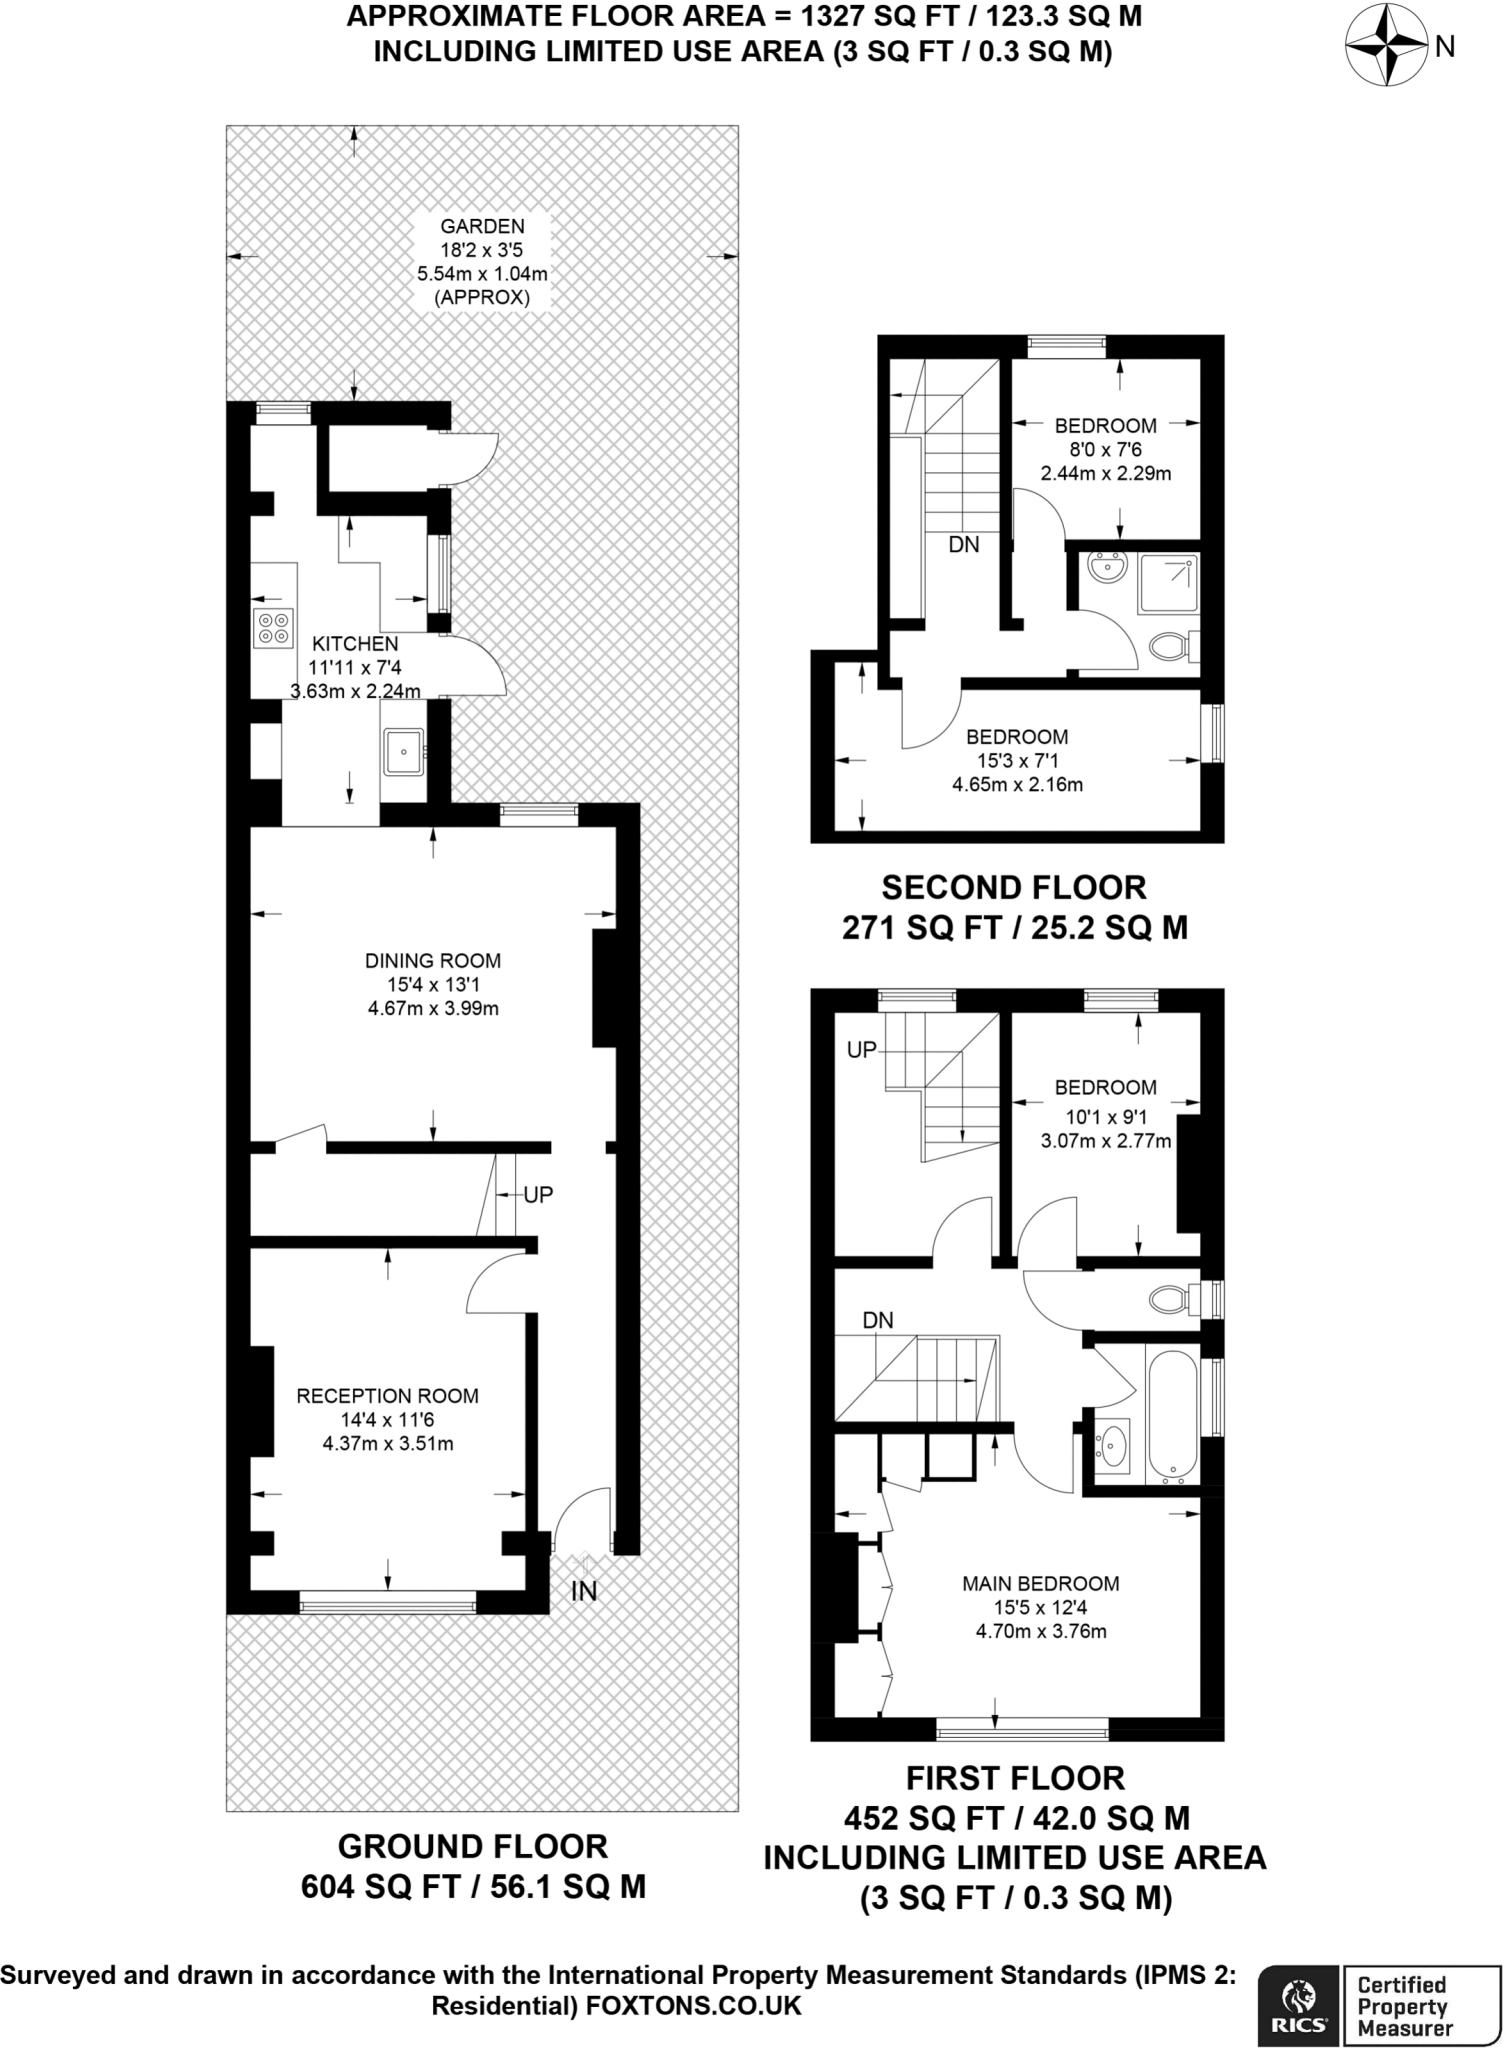 APPROXIMATE FLOOR AREA = 1327 SQ FT / 123.3 SQ M
INCLUDING LIMITED USE AREA (3 SQ FT / 0.3 SQ M)
N
GARDEN
18'2 x 3'5
5.54m x 1.04m
(APPROX)
KITCHEN
11'11 x 7'4
3.63m x 2.24m
DINING ROOM
15'4 x 13'1
4.67m x 3.99m
UP
RECEPTION ROOM
14'4 x 11'6
4.37m x 3.51m
IN
GROUND FLOOR
604 SQ FT / 56.1 SQ M
BEDROOM
8'0 x 7'6
2.44m x 2.29m
DN
BEDROOM
15'3 x 7'1
4.65m x 2.16m
SECOND FLOOR
271 SQ FT / 25.2 SQ M
UP
BEDROOM
10'1 x 9'1
3.07m x 2.77m
DN
MAIN BEDROOM
15'5 x 12'4
4.70m x 3.76m
FIRST FLOOR
452 SQ FT / 42.0 SQ M
INCLUDING LIMITED USE AREA
(3 SQ FT / 0.3 SQ M)
Surveyed and drawn in accordance with the International Property Measurement Standards (IPMS 2:
Residential) FOXTONS.CO.UK
RICS
Certified
Property
Measurer